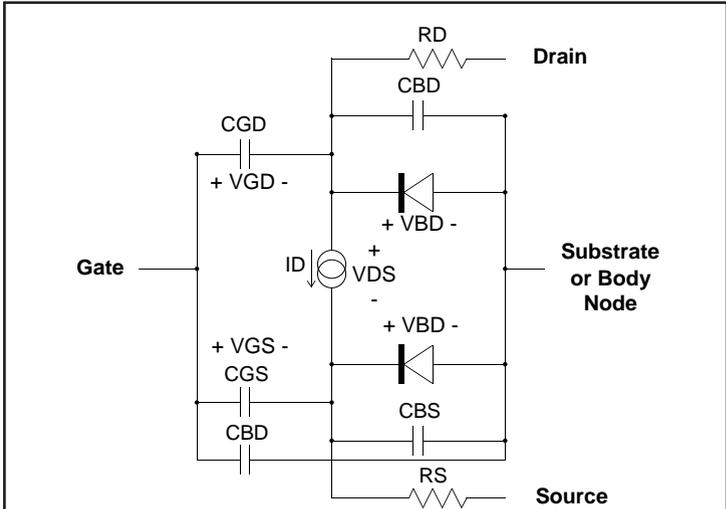 RD
Drain
CBD
CGD
+ VGD -
+ VBD -
+
ID
VDS
-
Gate
Substrate
or Body
Node
+ VBD -
+ VGS -
CGS
CBS
CBD
RS
Source